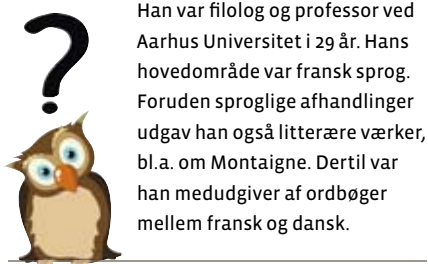 ?
Han var filolog og professor ved
Aarhus Universitet i 29 år. Hans
hovedområde var fransk sprog.
Foruden sproglige afhandlinger
udgav han også litterære værker,
bl.a. om Montaigne. Dertil var
han medudgiver af ordbøger
mellem fransk og dansk.